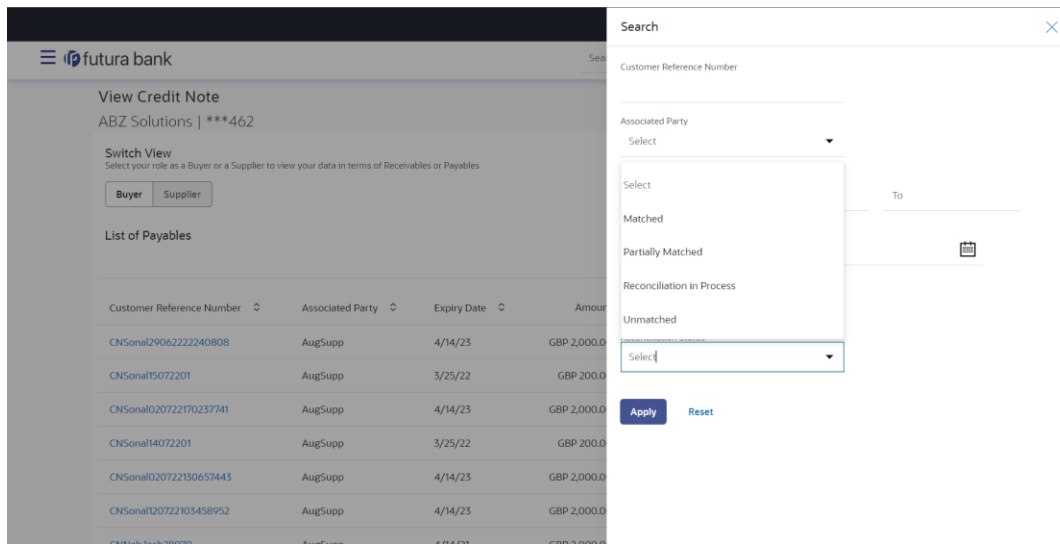 Search
futura bank
Sea
Customer Reference Number
View Credit Note
ABZ Solutions | ***462
Associated Party
Select
Switch View
Select your role as a Buyer or a Supplier to view your data in terms of Receivables or Payables
Buyer Supplier
Select
To
Matched
List of Payables
Partially Matched
Reconciliation in Process
Unmatched
Reconciliation Status
Select
Apply Reset
Customer Reference Number Associated Party Expiry Date Amour
CNSonal29062222240808 AugSupp 4/14/23 GBP 2,000.0
CNSonal15072201 AugSupp 3/25/22 GBP 200.0
CNSonal020722170237741 AugSupp 4/14/23 GBP 2,000.0
CNSonal14072201 AugSupp 3/25/22 GBP 200.0
CNSonal020722130657443 AugSupp 4/14/23 GBP 2,000.0
CNSonal120722103458952 AugSupp 4/14/23 GBP 2,000.0